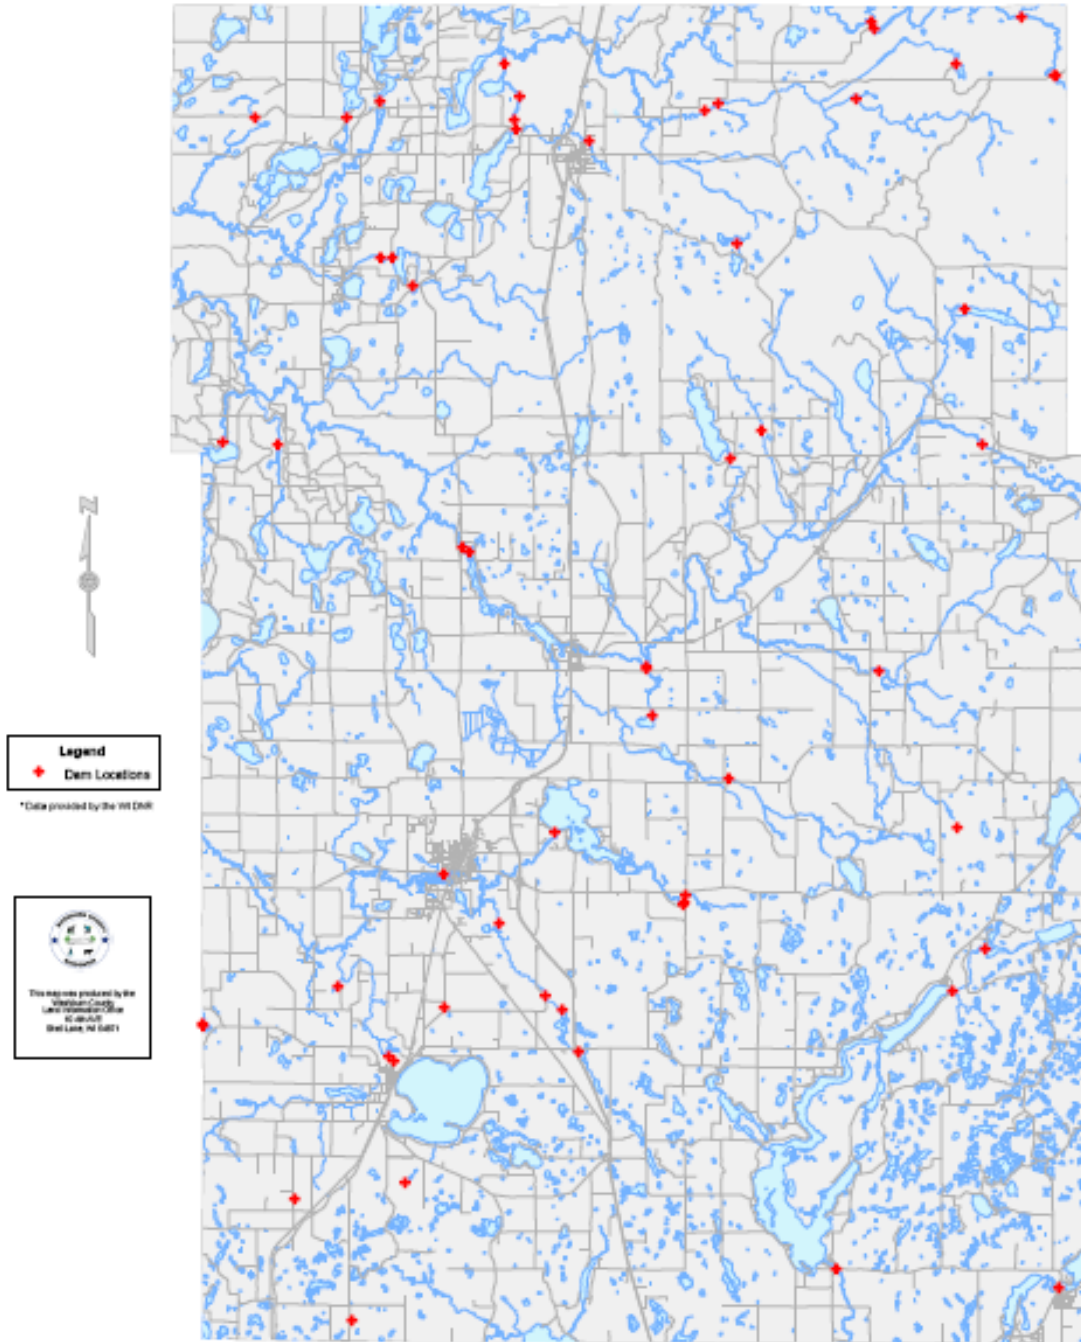 N
Legend
Dam Locations
*Data provided by the WI DNR
This map was produced by the
Washburn County
Land Information Office
Shell Lake, WI 54871